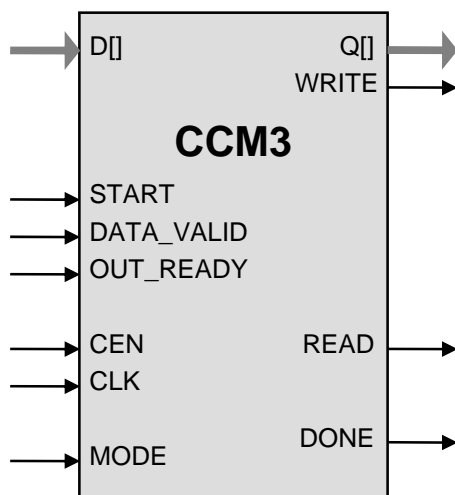 D[] Q[]
WRITE
CCM3
START
DATA_VALID
OUT_READY
CEN READ
CLK
DONE
MODE